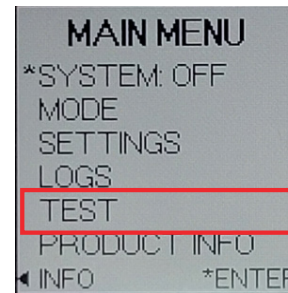 MAIN MENU
*SYSTEM: OFF
MODE
SETTINGS
LOGS
TEST
PRODUCT INFO
◄ INFO *ENTER